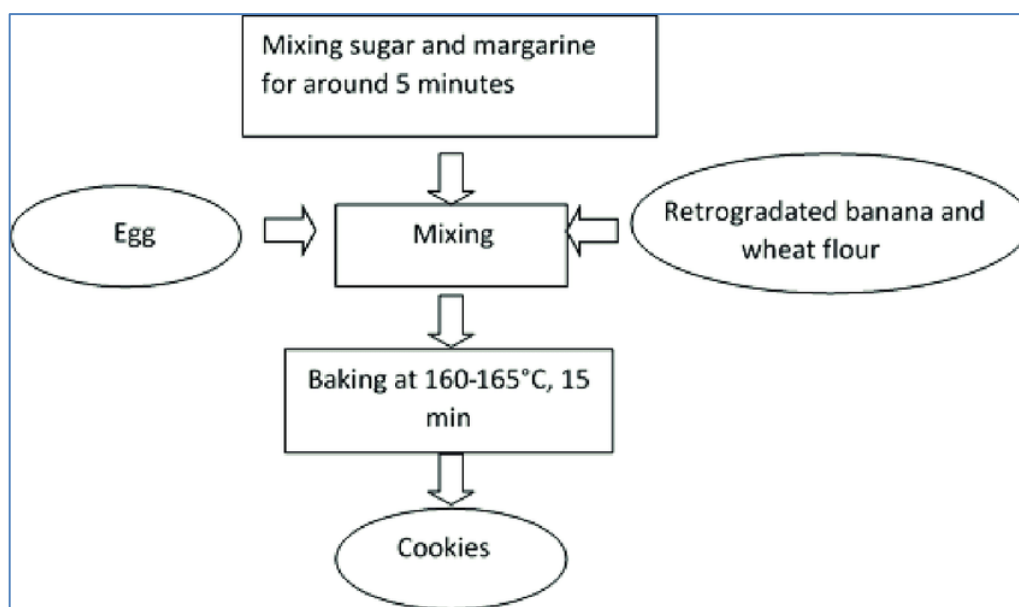 Mixing sugar and margarine
for around 5 minutes
Egg
Mixing
Retrogradated banana and
wheat flour
Baking at 160-165°C, 15
min
Cookies